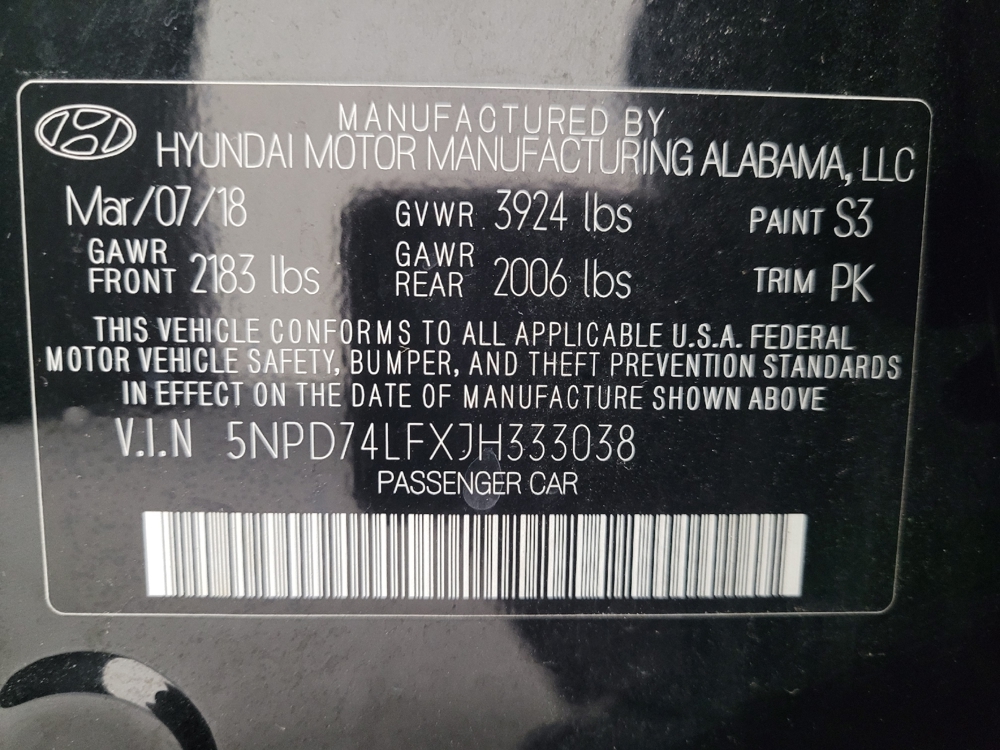 MANUFACTURED BY
HYUNDAI MOTOR MANUFACTURING ALABAMA, LLC
Mar/07/18 GVWR 3924 lbs PAINT S3
GAWR FRONT 2183 lbs GAWR REAR 2006 lbs TRIM PK
THIS VEHICLE CONFORMS TO ALL APPLICABLE U.S.A. FEDERAL
MOTOR VEHICLE SAFETY, BUMPER, AND THEFT PREVENTION STANDARDS
IN EFFECT ON THE DATE OF MANUFACTURE SHOWN ABOVE
V.I.N 5NPD74LFXJH333038
PASSENGER CAR